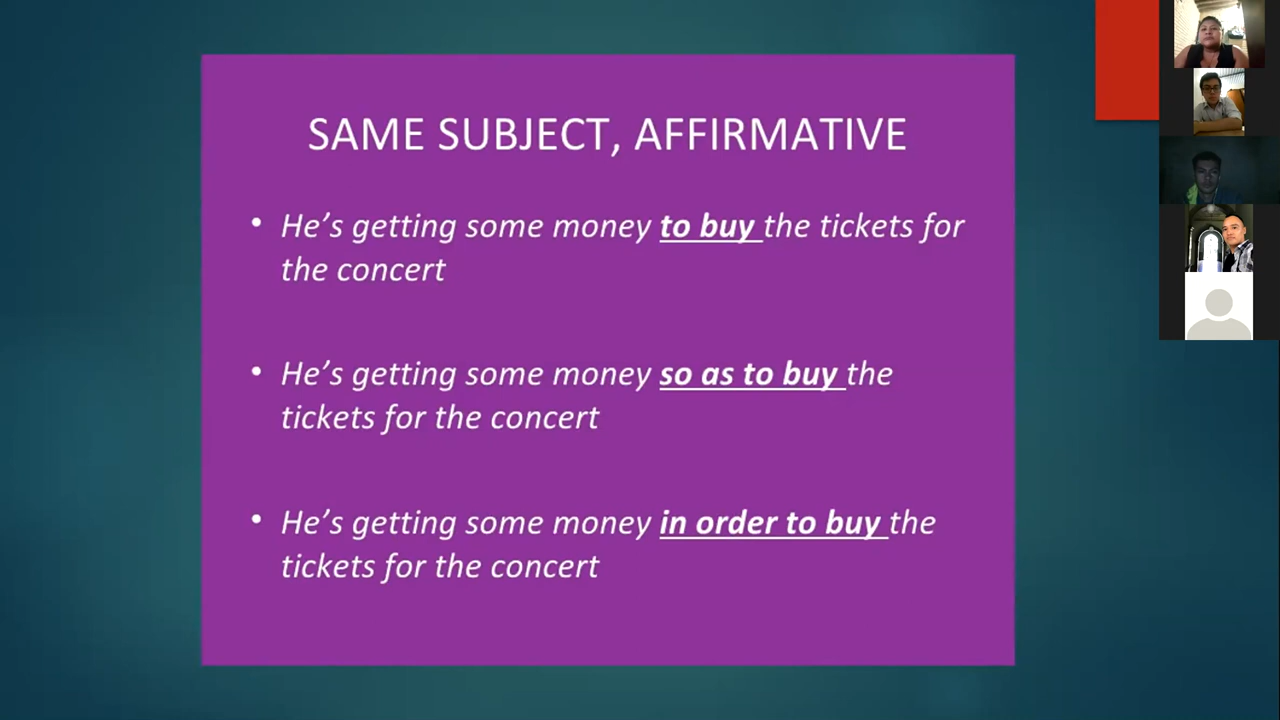 SAME SUBJECT, AFFIRMATIVE
• He’s getting some money to buy the tickets for
the concert
• He’s getting some money so as to buy the
tickets for the concert
• He’s getting some money in order to buy the
tickets for the concert